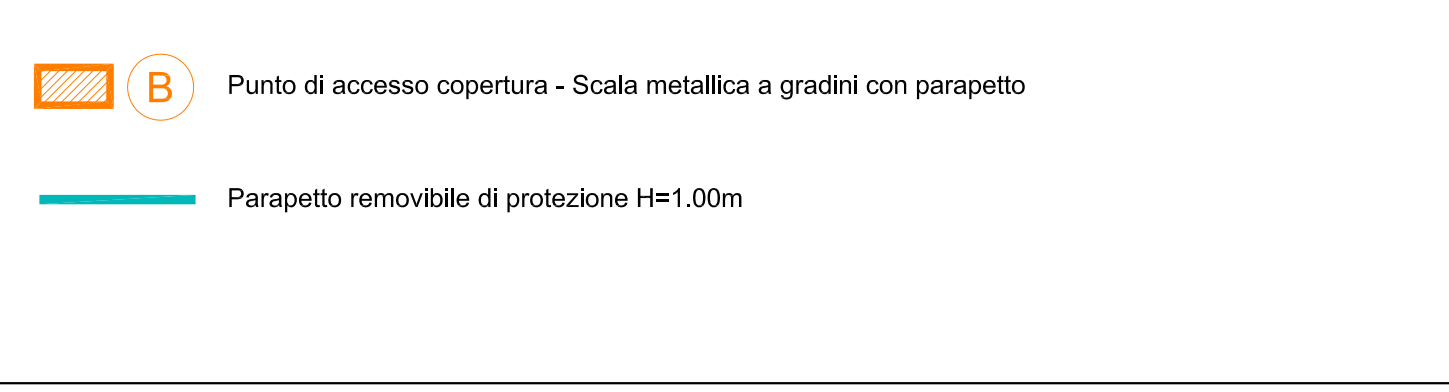 B Punto di accesso copertura - Scala metallica a gradini con parapetto
Parapetto removibile di protezione H=1.00m